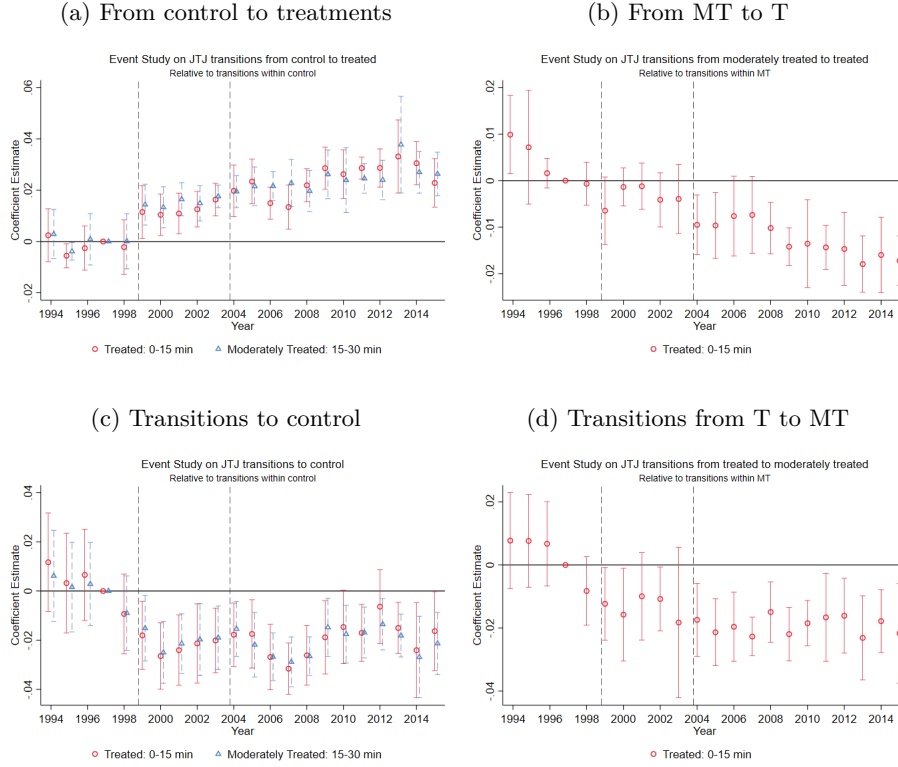 (a) From control to treatments
Event Study on JTJ transitions from control to treated
Relative to transitions within control
Coefficient Estimate
.06
.04
.02
0
-.02
1994 1996 1998 2000 2002 2004 2006 2008 2010 2012 2014
Year
Treated: 0-15 min Moderately Treated: 15-30 min
(b) From MT to T
Event Study on JTJ transitions from moderately treated to treated
Relative to transitions within MT
Coefficient Estimate
.02
.01
0
-.01
-.02
1994 1996 1998 2000 2002 2004 2006 2008 2010 2012 2014
Year
Treated: 0-15 min
(c) Transitions to control
Event Study on JTJ transitions to control
Relative to transitions within control
Coefficient Estimate
.04
.02
0
-.02
-.04
1994 1996 1998 2000 2002 2004 2006 2008 2010 2012 2014
Year
Treated: 0-15 min Moderately Treated: 15-30 min
(d) Transitions from T to MT
Event Study on JTJ transitions from treated to moderately treated
Relative to transitions within MT
Coefficient Estimate
.02
0
-.02
-.04
1994 1996 1998 2000 2002 2004 2006 2008 2010 2012 2014
Year
Treated: 0-15 min